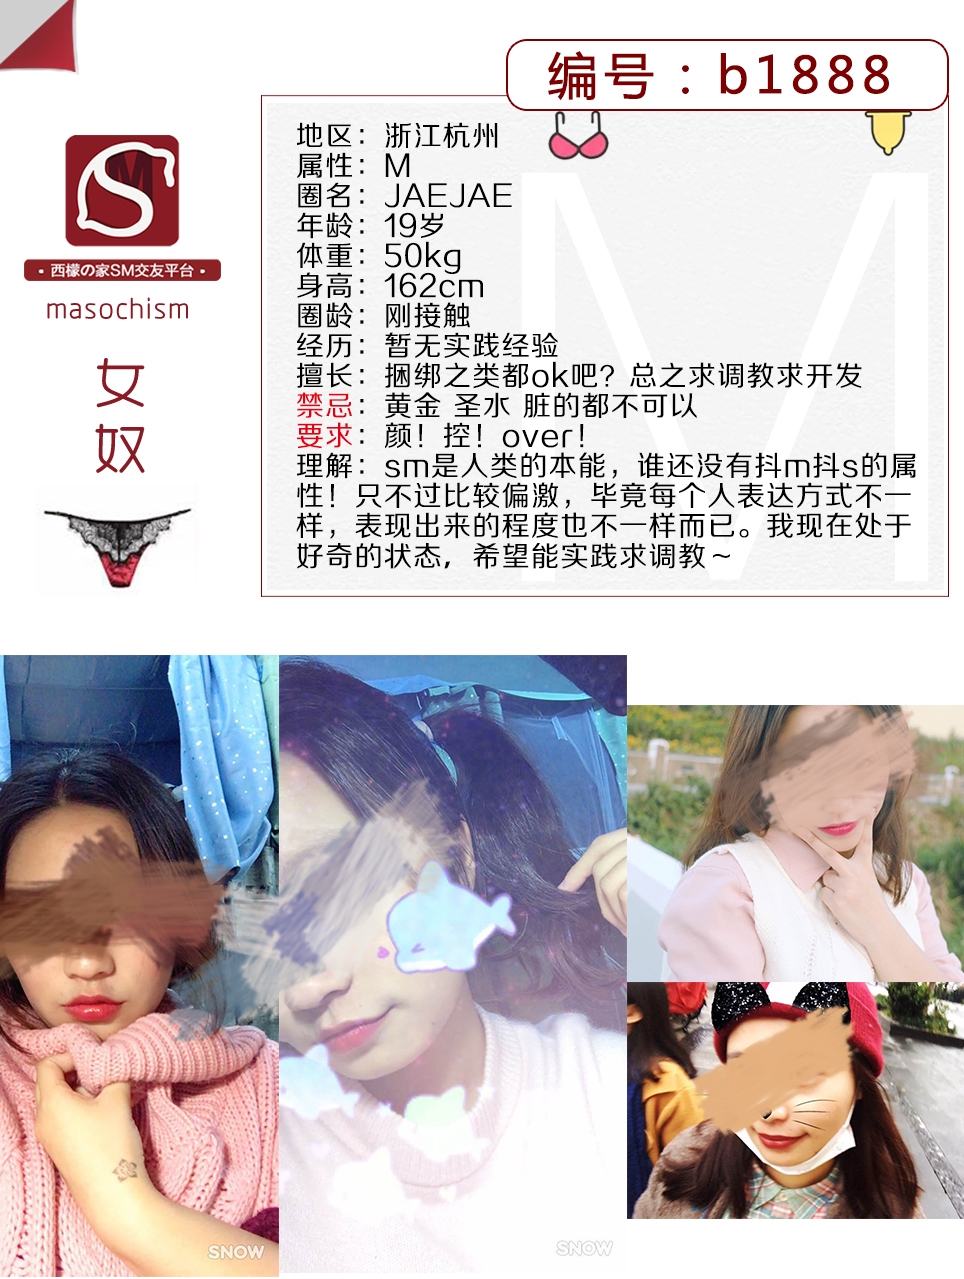 编号：b1888
地区：浙江杭州
属性：M
圈名：JAEJAE
年龄：19岁
体重：50kg
身高：162cm
圈龄：刚接触
经历：暂无实践经验
擅长：捆绑之类都ok吧？总之求调教求开发
禁忌：黄金 圣水 脏的都不可以
要求：颜！控！over！
理解：sm是人类的本能，谁还没有抖m抖s的属
性！只不过比较偏激，毕竟每个人表达方式不一
样，表现出来的程度也不一样而已。我现在处于
好奇的状态，希望能实践求调教～
M
SM
·西檬の家SM交友平台·
masochism
女
奴
SNOW
SNOW